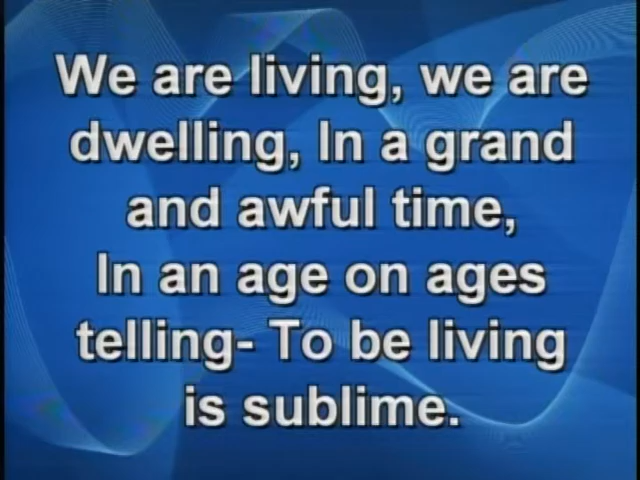 We are living, we are
dwelling, In a grand
and awful time,
In an age on ages
telling- To be living
is sublime.